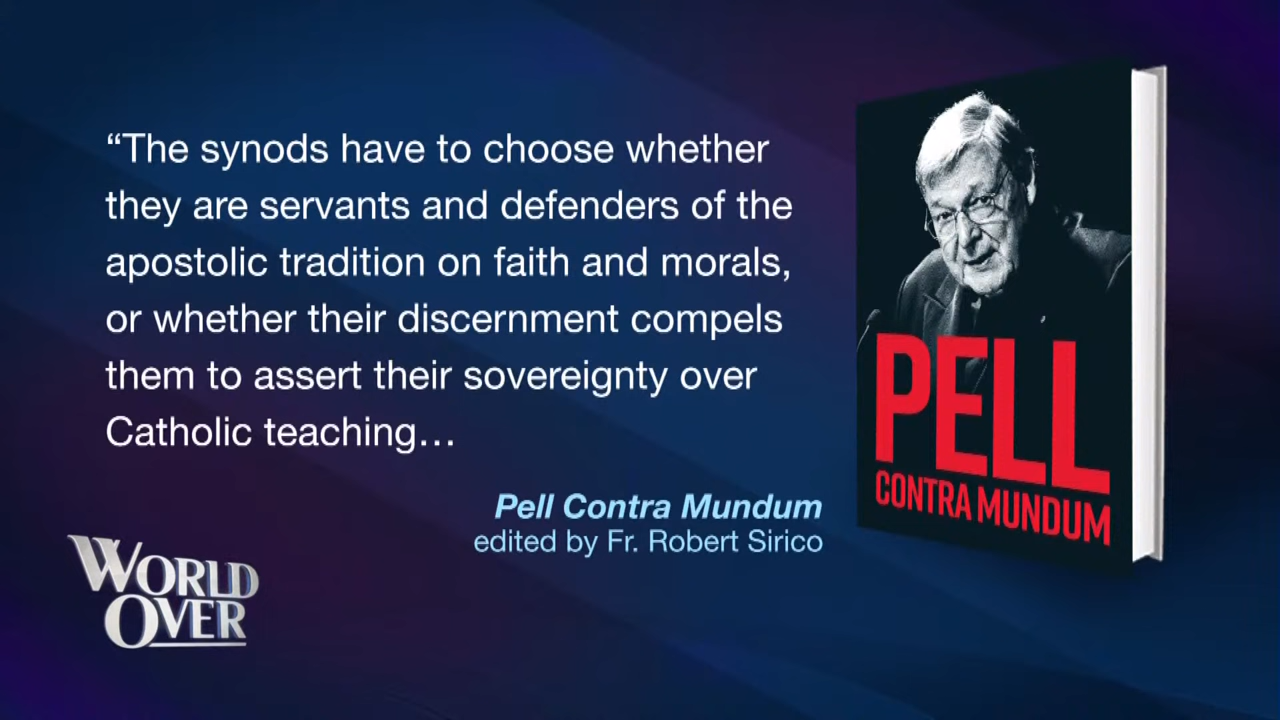 “The synods have to choose whether
they are servants and defenders of the
apostolic tradition on faith and morals,
or whether their discernment compels
them to assert their sovereignty over
Catholic teaching…
Pell Contra Mundum
edited by Fr. Robert Sirico
PELL
CONTRA MUNDUM
WORLD
OVER